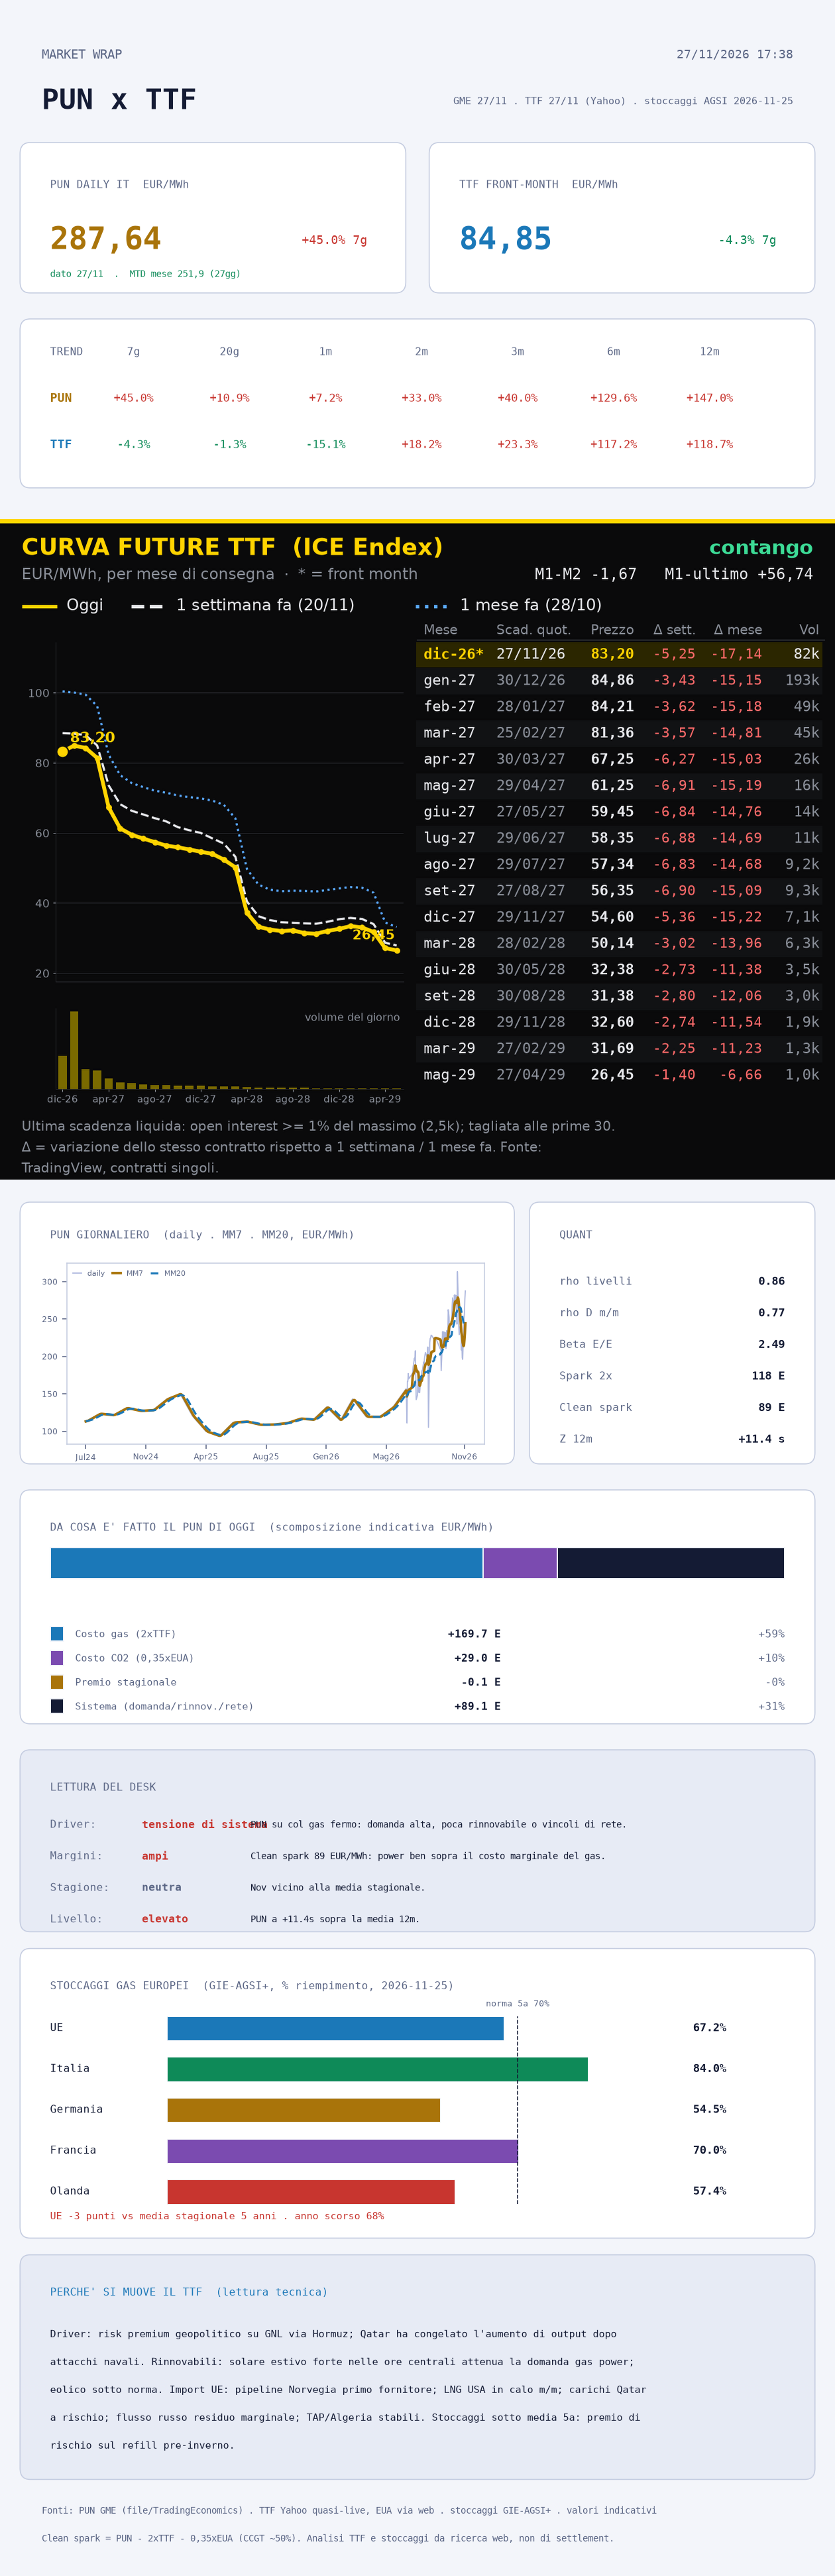 MARKET WRAP 27/11/2026 17:38
PUN x TTF GME 27/11 . TTF 27/11 (Yahoo) . stoccaggi AGSI 2026-11-25
PUN DAILY IT EUR/MWh
287,64 +45.0% 7g
dato 27/11 . MTD mese 251,9 (27gg)
TTF FRONT-MONTH EUR/MWh
84,85 -4.3% 7g
TREND 7g 20g 1m 2m 3m 6m 12m
PUN +45.0% +10.9% +7.2% +33.0% +40.0% +129.6% +147.0%
TTF -4.3% -1.3% -15.1% +18.2% +23.3% +117.2% +118.7%
CURVA FUTURE TTF (ICE Endex) contango
EUR/MWh, per mese di consegna · * = front month M1-M2 -1,67 M1-ultimo +56,74
Oggi 1 settimana fa (20/11) 1 mese fa (28/10)
100
80
60
40
20
83,20
26,45
volume del giorno
dic-26 apr-27 ago-27 dic-27 apr-28 ago-28 dic-28 apr-29
Mese Scad. quot. Prezzo Δ sett. Δ mese Vol
dic-26* 27/11/26 83,20 -5,25 -17,14 82k
gen-27 30/12/26 84,86 -3,43 -15,15 193k
feb-27 28/01/27 84,21 -3,62 -15,18 49k
mar-27 25/02/27 81,36 -3,57 -14,81 45k
apr-27 30/03/27 67,25 -6,27 -15,03 26k
mag-27 29/04/27 61,25 -6,91 -15,19 16k
giu-27 27/05/27 59,45 -6,84 -14,76 14k
lug-27 29/06/27 58,35 -6,88 -14,69 11k
ago-27 29/07/27 57,34 -6,83 -14,68 9,2k
set-27 27/08/27 56,35 -6,90 -15,09 9,3k
dic-27 29/11/27 54,60 -5,36 -15,22 7,1k
mar-28 28/02/28 50,14 -3,02 -13,96 6,3k
giu-28 30/05/28 32,38 -2,73 -11,38 3,5k
set-28 30/08/28 31,38 -2,80 -12,06 3,0k
dic-28 29/11/28 32,60 -2,74 -11,54 1,9k
mar-29 27/02/29 31,69 -2,25 -11,23 1,3k
mag-29 27/04/29 26,45 -1,40 -6,66 1,0k
Ultima scadenza liquida: open interest >= 1% del massimo (2,5k); tagliata alle prime 30.
Δ = variazione dello stesso contratto rispetto a 1 settimana / 1 mese fa. Fonte:
TradingView, contratti singoli.
PUN GIORNALIERO (daily . MM7 . MM20, EUR/MWh)
daily MM7 MM20
300
250
200
150
100
Jul24 Nov24 Apr25 Aug25 Gen26 Mag26 Nov26
QUANT
rho livelli 0.86
rho D m/m 0.77
Beta E/E 2.49
Spark 2x 118 E
Clean spark 89 E
Z 12m +11.4 s
DA COSA E' FATTO IL PUN DI OGGI (scomposizione indicativa EUR/MWh)
Costo gas (2xTTF) +169.7 E +59%
Costo CO2 (0,35xEUA) +29.0 E +10%
Premio stagionale -0.1 E -0%
Sistema (domanda/rinnov./rete) +89.1 E +31%
LETTURA DEL DESK
Driver: tensione di sistema PUN su col gas fermo: domanda alta, poca rinnovabile o vincoli di rete.
Margini: ampi Clean spark 89 EUR/MWh: power ben sopra il costo marginale del gas.
Stagione: neutra Nov vicino alla media stagionale.
Livello: elevato PUN a +11.4s sopra la media 12m.
STOCCAGGI GAS EUROPEI (GIE-AGSI+, % riempimento, 2026-11-25)
norma 5a 70%
UE 67.2%
Italia 84.0%
Germania 54.5%
Francia 70.0%
Olanda 57.4%
UE -3 punti vs media stagionale 5 anni . anno scorso 68%
PERCHE' SI MUOVE IL TTF (lettura tecnica)
Driver: risk premium geopolitico su GNL via Hormuz; Qatar ha congelato l'aumento di output dopo
attacchi navali. Rinnovabili: solare estivo forte nelle ore centrali attenua la domanda gas power;
eolico sotto norma. Import UE: pipeline Norvegia primo fornitore; LNG USA in calo m/m; carichi Qatar
a rischio; flusso russo residuo marginale; TAP/Algeria stabili. Stoccaggi sotto media 5a: premio di
rischio sul refill pre-inverno.
Fonti: PUN GME (file/TradingEconomics) . TTF Yahoo quasi-live, EUA via web . stoccaggi GIE-AGSI+ . valori indicativi
Clean spark = PUN - 2xTTF - 0,35xEUA (CCGT ~50%). Analisi TTF e stoccaggi da ricerca web, non di settlement.